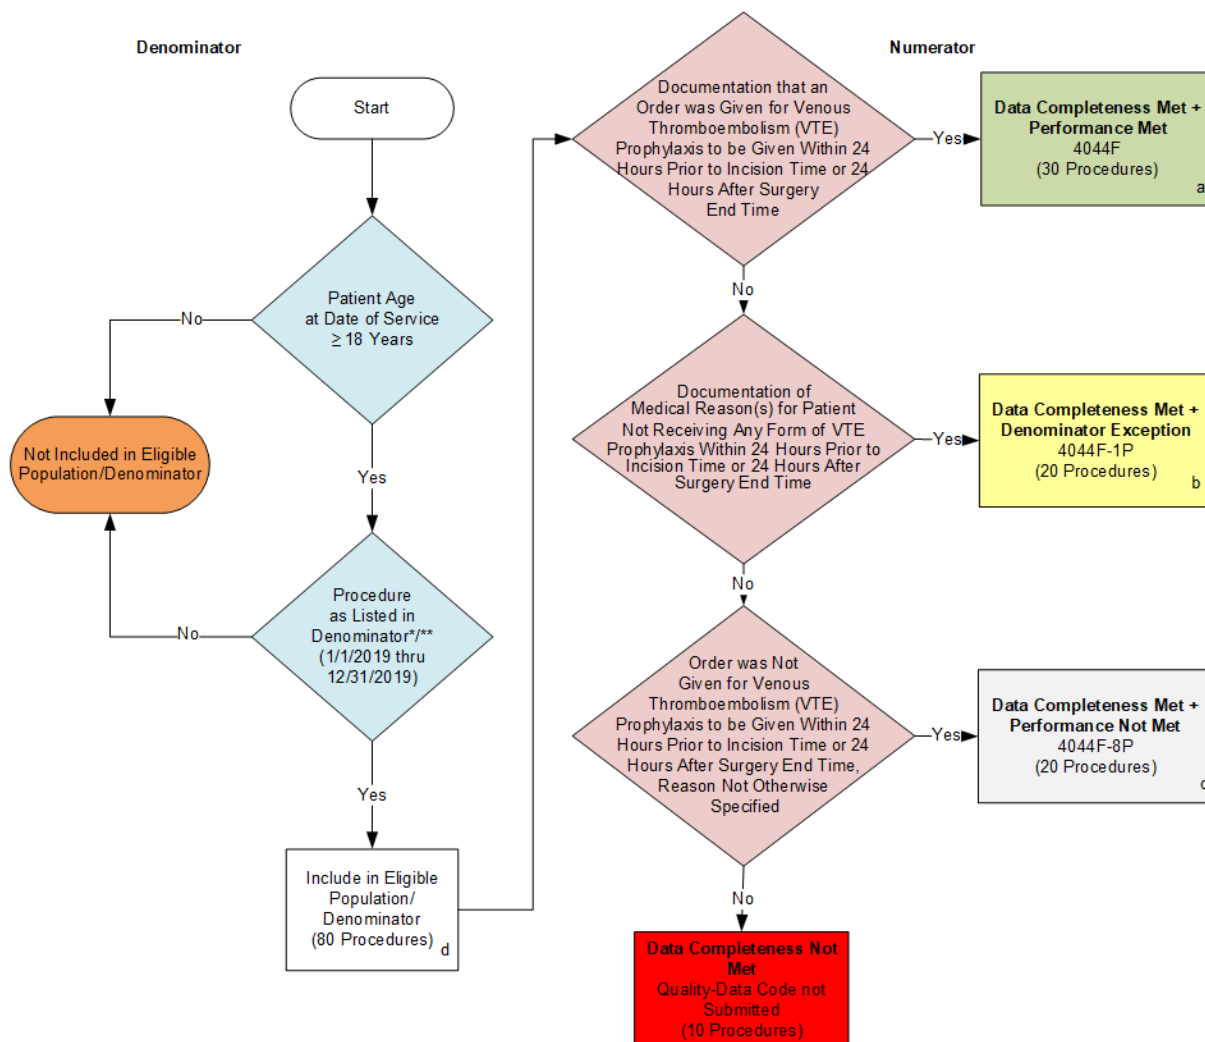 Denominator
Numerator
Start
Patient Age
at Date of Service
≥ 18 Years
No
Not Included in Eligible
Population/Denominator
Yes
Procedure
as Listed in
Denominator*/**
(1/1/2019 thru
12/31/2019)
No
Yes
Include in Eligible
Population/
Denominator
(80 Procedures)
d
Documentation that an
Order was Given for Venous
Thromboembolism (VTE)
Prophylaxis to be Given Within 24
Hours Prior to Incision Time or 24
Hours After Surgery
End Time
Yes
Data Completeness Met +
Performance Met
4044F
(30 Procedures)
a
No
Documentation of
Medical Reason(s) for Patient
Not Receiving Any Form of VTE
Prophylaxis Within 24 Hours Prior to
Incision Time or 24 Hours After
Surgery End Time
Yes
Data Completeness Met +
Denominator Exception
4044F-1P
(20 Procedures)
b
No
Order was Not
Given for Venous
Thromboembolism (VTE)
Prophylaxis to be Given Within 24
Hours Prior to Incision Time or 24
Hours After Surgery End Time,
Reason Not Otherwise
Specified
Yes
Data Completeness Met +
Performance Not Met
4044F-8P
(20 Procedures)
c
No
Data Completeness Not
Met
Quality-Data Code not
Submitted
(10 Procedures)